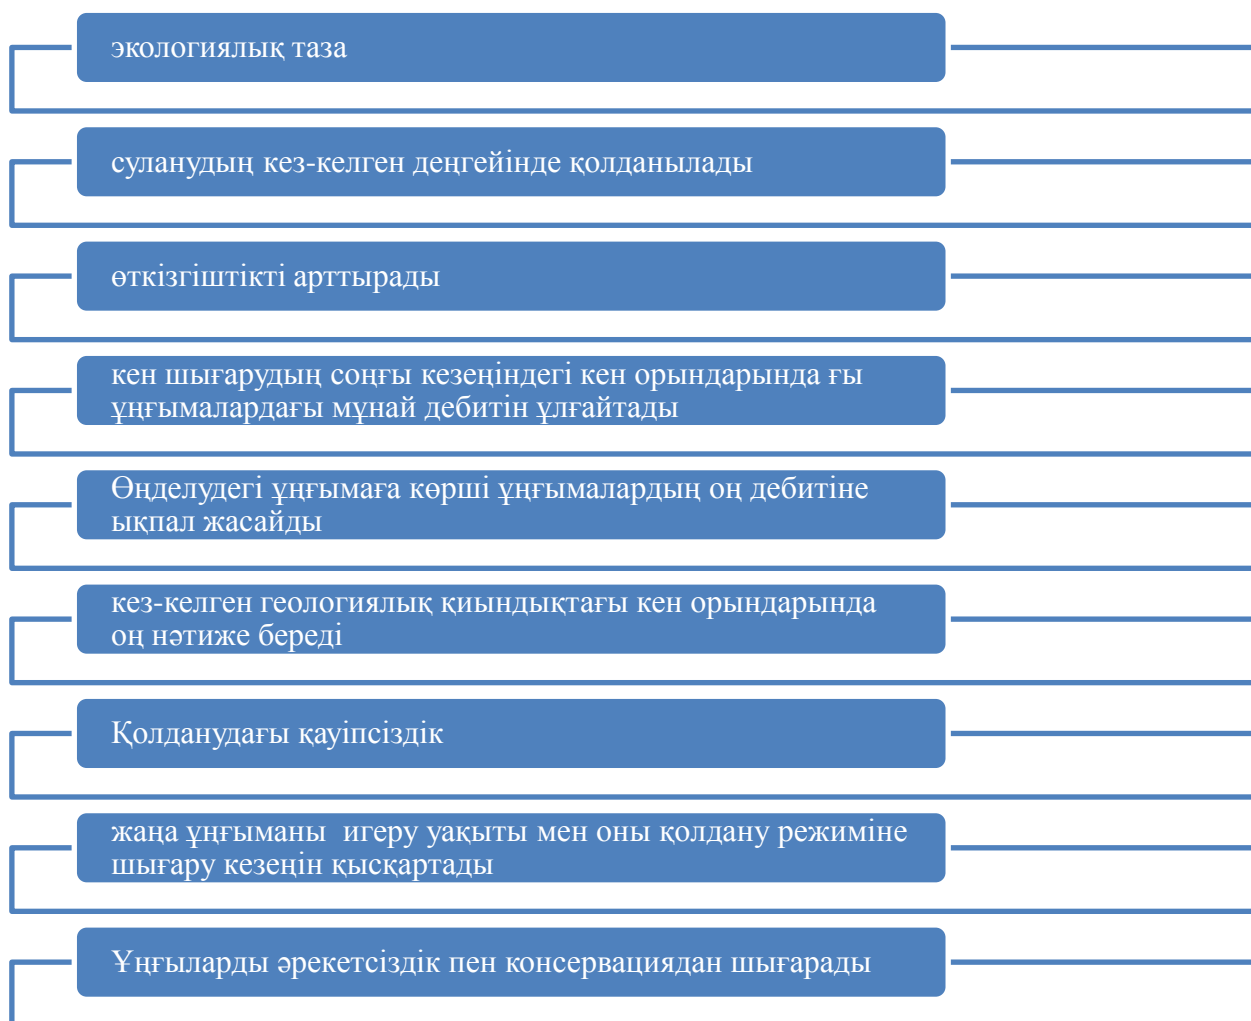 экологиялық таза
суланудың кез-келген деңгейінде қолданылады
өткізгіштікті арттырады
кен шығарудың соңғы кезеңіндегі кен орындарында ғы
ұңғымалардағы мұнай дебитін ұлғайтады
Өңделудегі ұңғымаға көрші ұңғымалардың оң дебитіне
ықпал жасайды
кез-келген геологиялық қиындықтағы кен орындарында
оң нәтиже береді
Қолданудағы қауіпсіздік
жаңа ұңғыманы  игеру уақыты мен оны қолдану режиміне
шығару кезеңін қысқартады
Ұңғыларды әрекетсіздік пен консервациядан шығарады